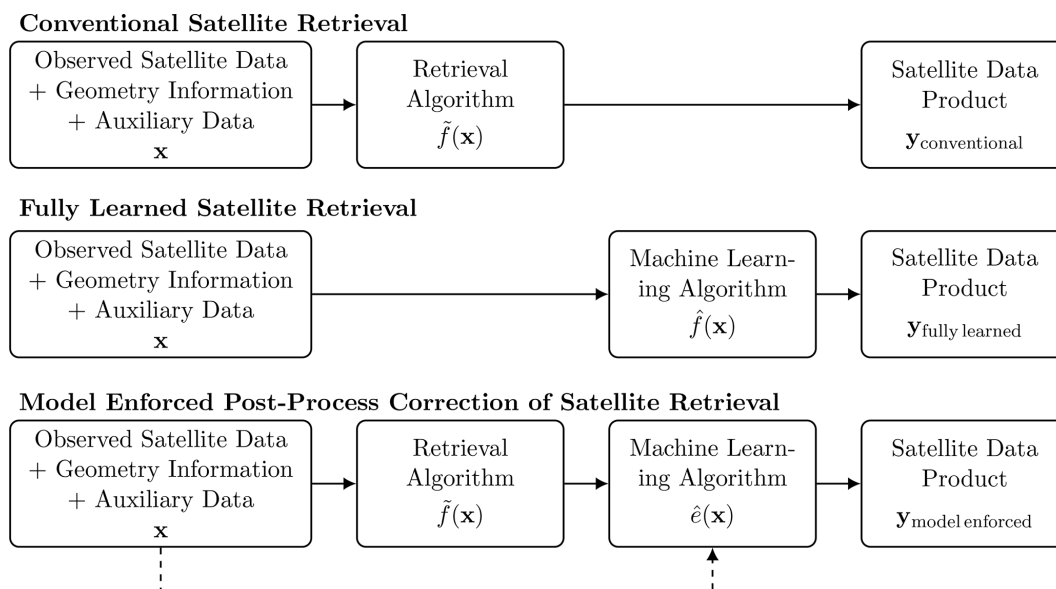 Conventional Satellite Retrieval
Observed Satellite Data
+ Geometry Information
+ Auxiliary Data
x
Retrieval
Algorithm
f̃(x)
Satellite Data
Product
y_conventional
Fully Learned Satellite Retrieval
Observed Satellite Data
+ Geometry Information
+ Auxiliary Data
x
Machine Learn-
ing Algorithm
f̂(x)
Satellite Data
Product
y_fully learned
Model Enforced Post-Process Correction of Satellite Retrieval
Observed Satellite Data
+ Geometry Information
+ Auxiliary Data
x
Retrieval
Algorithm
f̃(x)
Machine Learn-
ing Algorithm
ê(x)
Satellite Data
Product
y_model enforced